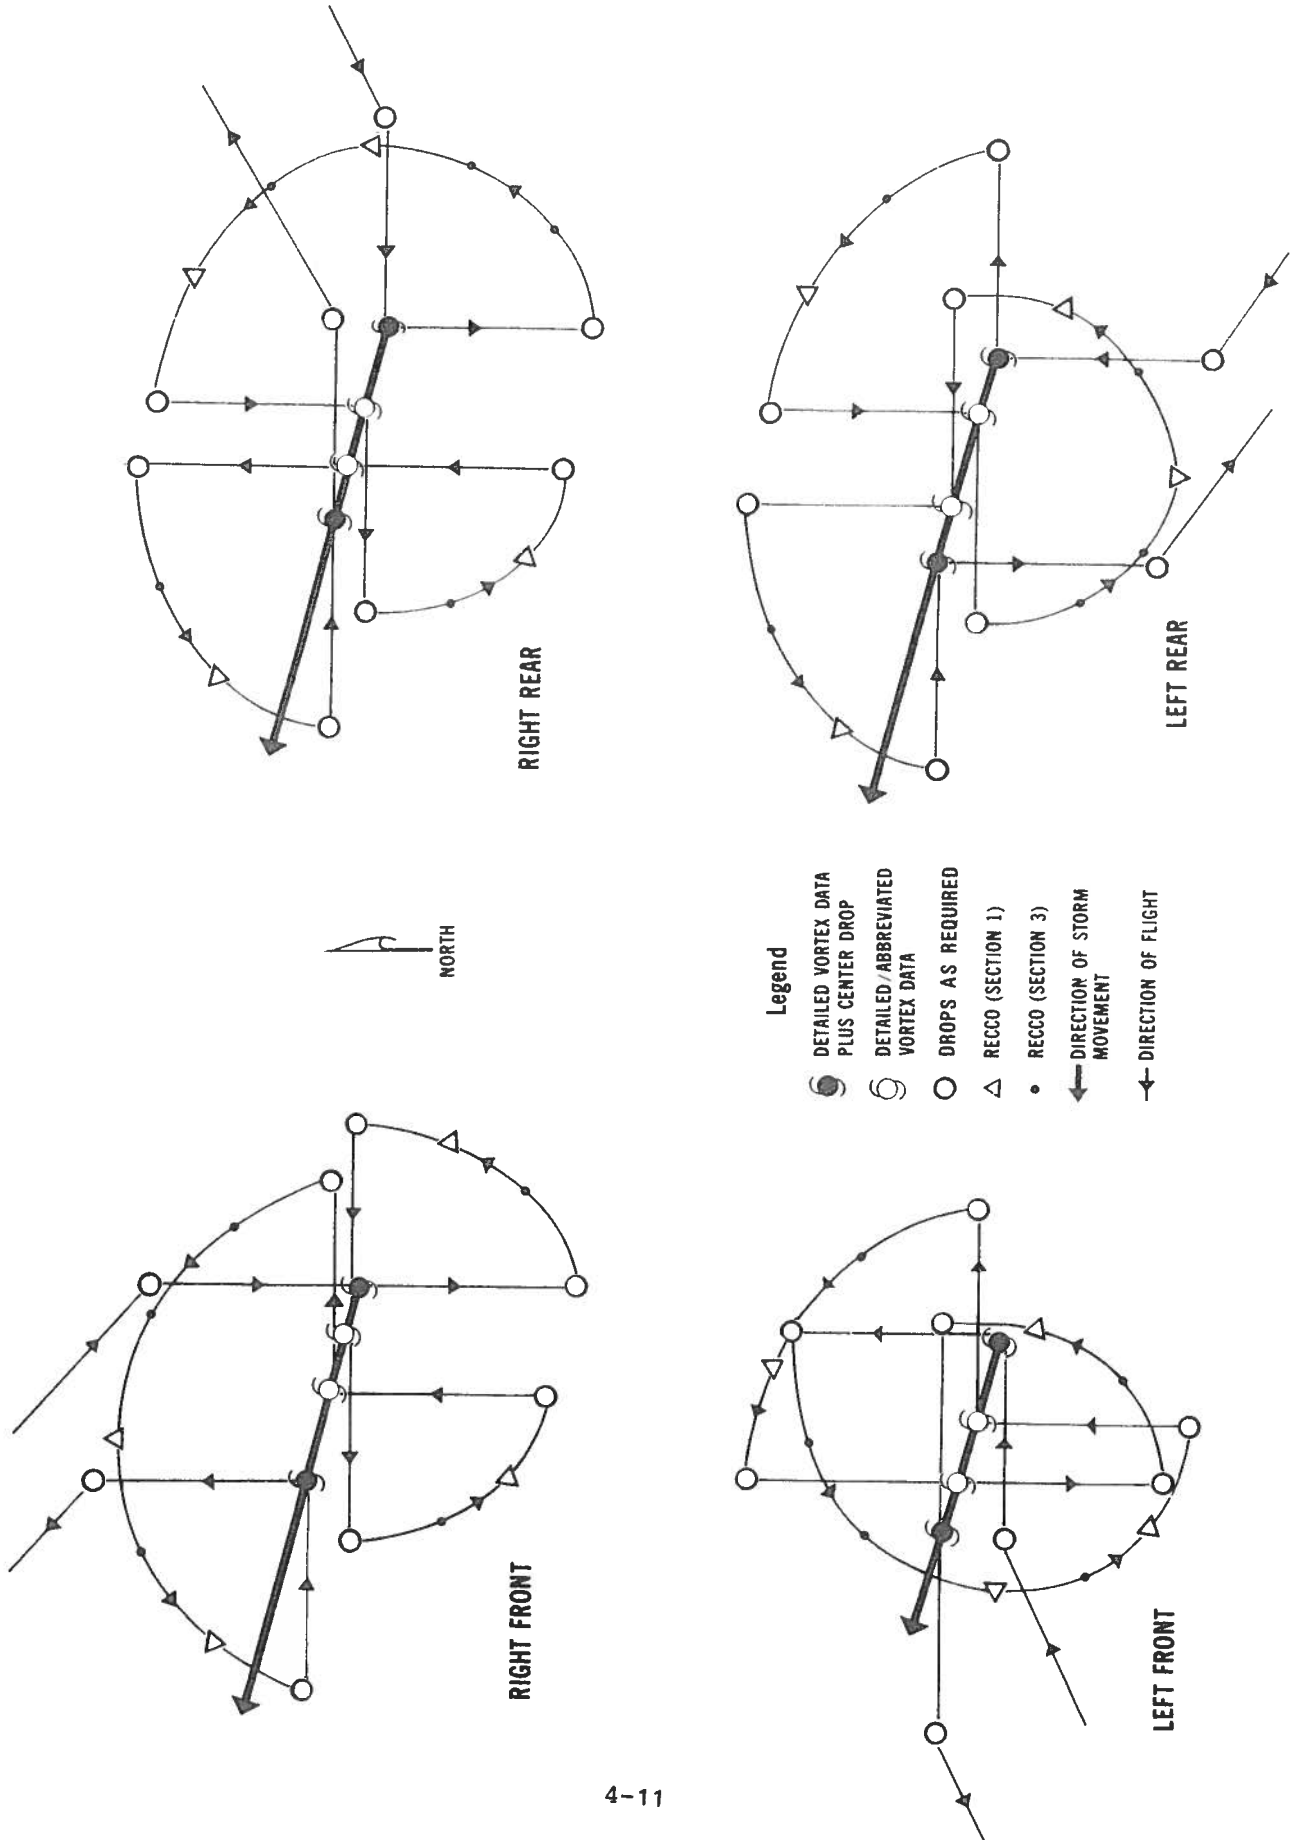 RIGHT FRONT
RIGHT REAR
NORTH
LEFT FRONT
LEFT REAR
Legend
DETAILED VORTEX DATA
PLUS CENTER DROP
DETAILED/ABBREVIATED
VORTEX DATA
DROPS AS REQUIRED
RECCO (SECTION 1)
RECCO (SECTION 3)
DIRECTION OF STORM
MOVEMENT
DIRECTION OF FLIGHT
4-11